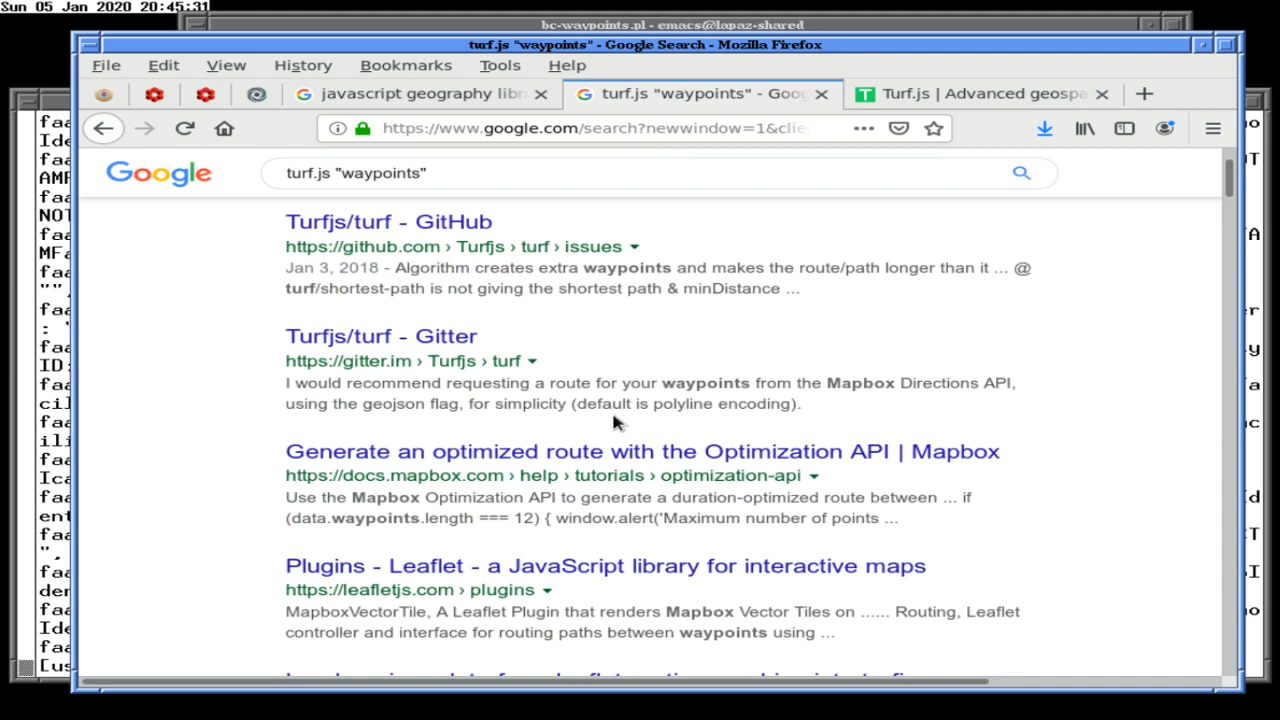 Sun 05 Jan 2020 20:45:31
bc-waypoints.pl - emacs@lapaz-shared
turf.js "waypoints" - Google Search - Mozilla Firefox
File Edit View History Bookmarks Tools Help
javascript geography lib
turf.js "waypoints" - Goog
Turf.js | Advanced geospa
https://www.google.com/search?newwindow=1&clie
Google
turf.js "waypoints"
Turfjs/turf - GitHub
https://github.com › Turfjs › turf › issues
Jan 3, 2018 - Algorithm creates extra waypoints and makes the route/path longer than it ... @
turf/shortest-path is not giving the shortest path & minDistance ...
Turfjs/turf - Gitter
https://gitter.im › Turfjs › turf
I would recommend requesting a route for your waypoints from the Mapbox Directions API,
using the geojson flag, for simplicity (default is polyline encoding).
Generate an optimized route with the Optimization API | Mapbox
https://docs.mapbox.com › help › tutorials › optimization-api
Use the Mapbox Optimization API to generate a duration-optimized route between ... if
(data.waypoints.length === 12) { window.alert('Maximum number of points ...
Plugins - Leaflet - a JavaScript library for interactive maps
https://leafletjs.com › plugins
MapboxVectorTile, A Leaflet Plugin that renders Mapbox Vector Tiles on ...... Routing, Leaflet
controller and interface for routing paths between waypoints using ...